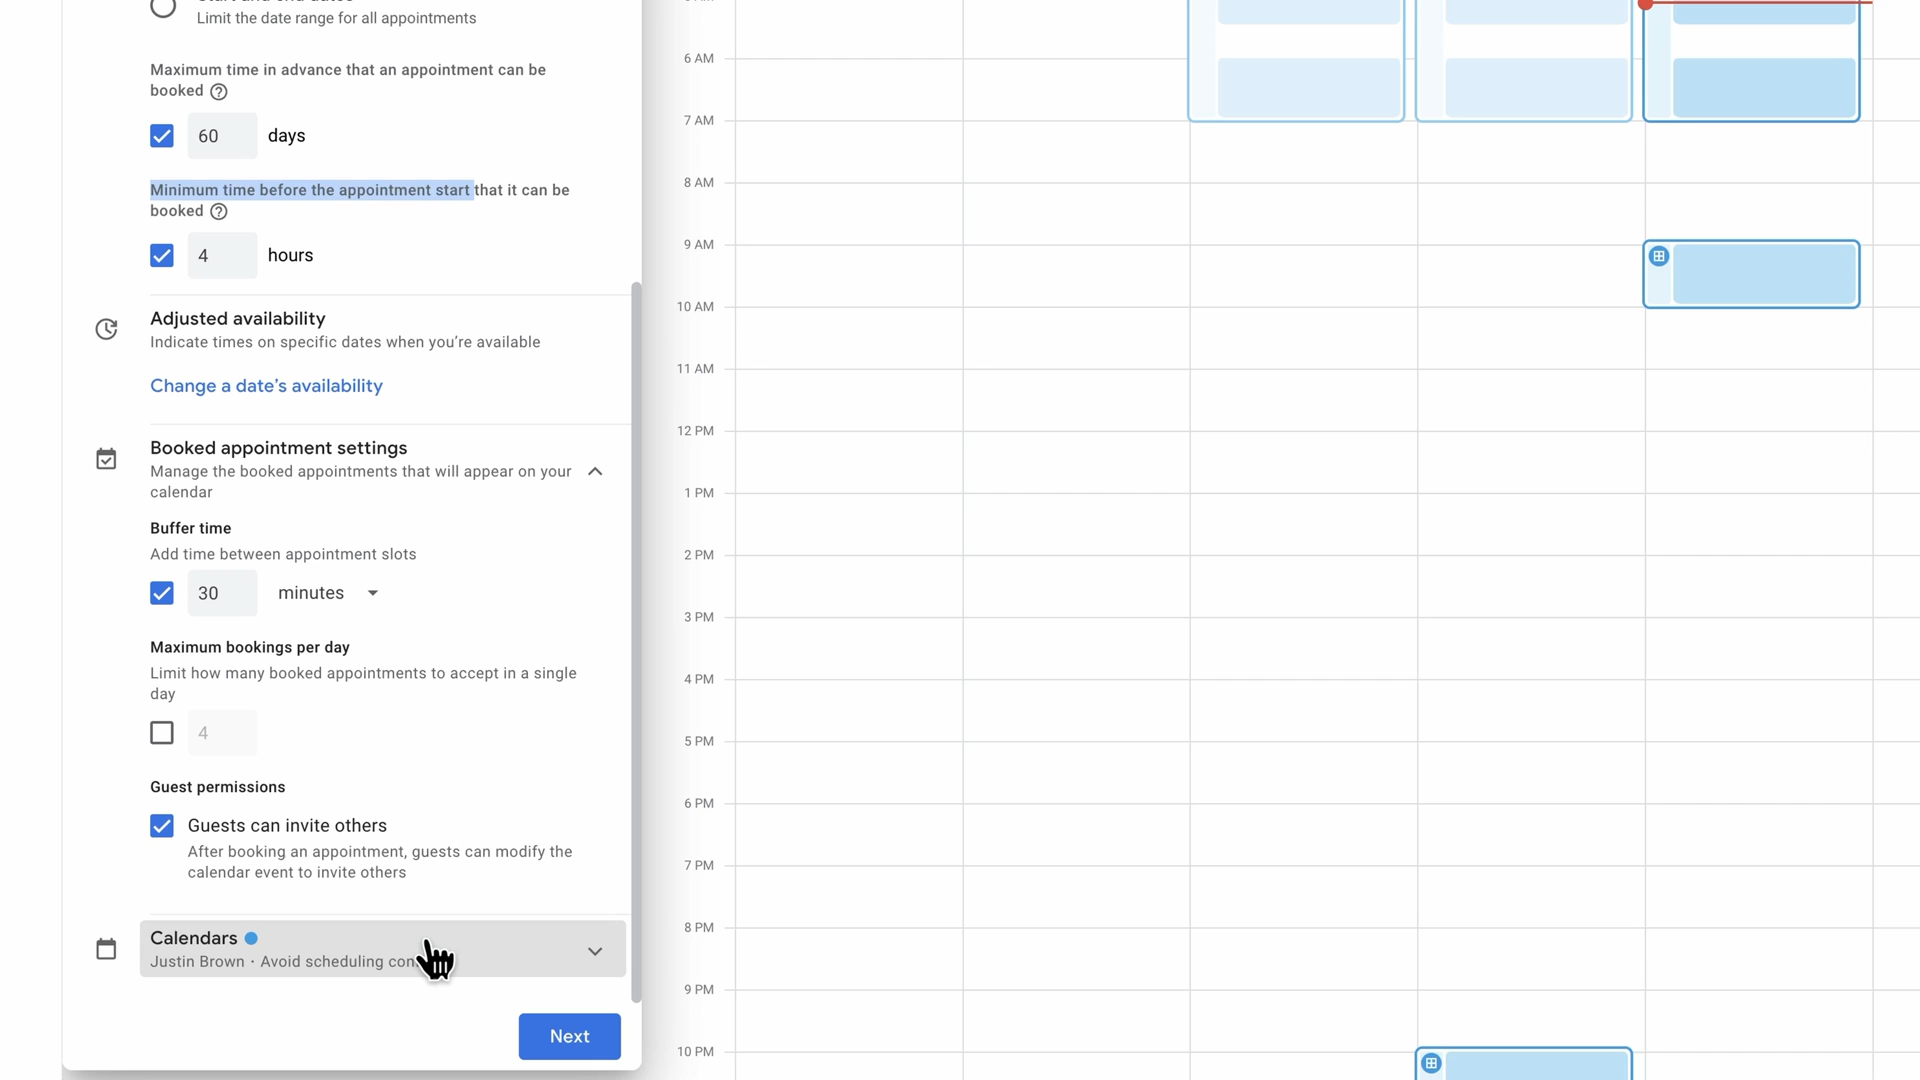 Limit the date range for all appointments
Maximum time in advance that an appointment can be
booked
60 days
Minimum time before the appointment start that it can be
booked
4 hours
Adjusted availability
Indicate times on specific dates when you're available
Change a date's availability
Booked appointment settings
Manage the booked appointments that will appear on your
calendar
Buffer time
Add time between appointment slots
30 minutes
Maximum bookings per day
Limit how many booked appointments to accept in a single
day
4
Guest permissions
Guests can invite others
After booking an appointment, guests can modify the
calendar event to invite others
Calendars
Justin Brown · Avoid scheduling
Next
6 AM
7 AM
8 AM
9 AM
10 AM
11 AM
12 PM
1 PM
2 PM
3 PM
4 PM
5 PM
6 PM
7 PM
8 PM
9 PM
10 PM